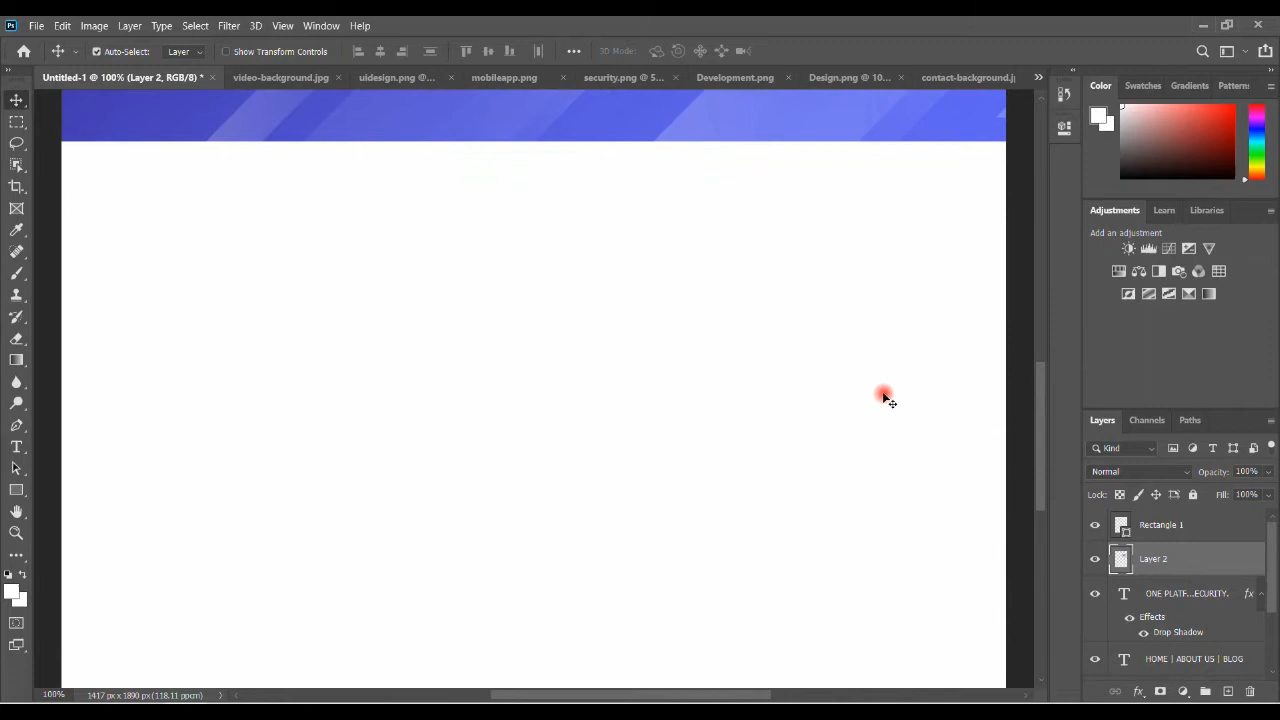 Ps File Edit Image Layer Type Select Filter 3D View Window Help
Auto-Select: Layer Show Transform Controls 3D Mode:
Untitled-1 @ 100% (Layer 2, RGB/8) * video-background.jpg uidesign.png @... mobileapp.png security.png @ 5... Development.png Design.png @ 10... contact-background.j
Color Swatches Gradients Pattern
Adjustments Learn Libraries
Add an adjustment
Layers Channels Paths
Kind
Normal Opacity: 100%
Lock: Fill: 100%
Rectangle 1
Layer 2
ONE PLATF...ECURITY. fx
Effects
Drop Shadow
HOME | ABOUT US | BLOG
100% 1417 px x 1890 px (118.11 ppcm)
fx